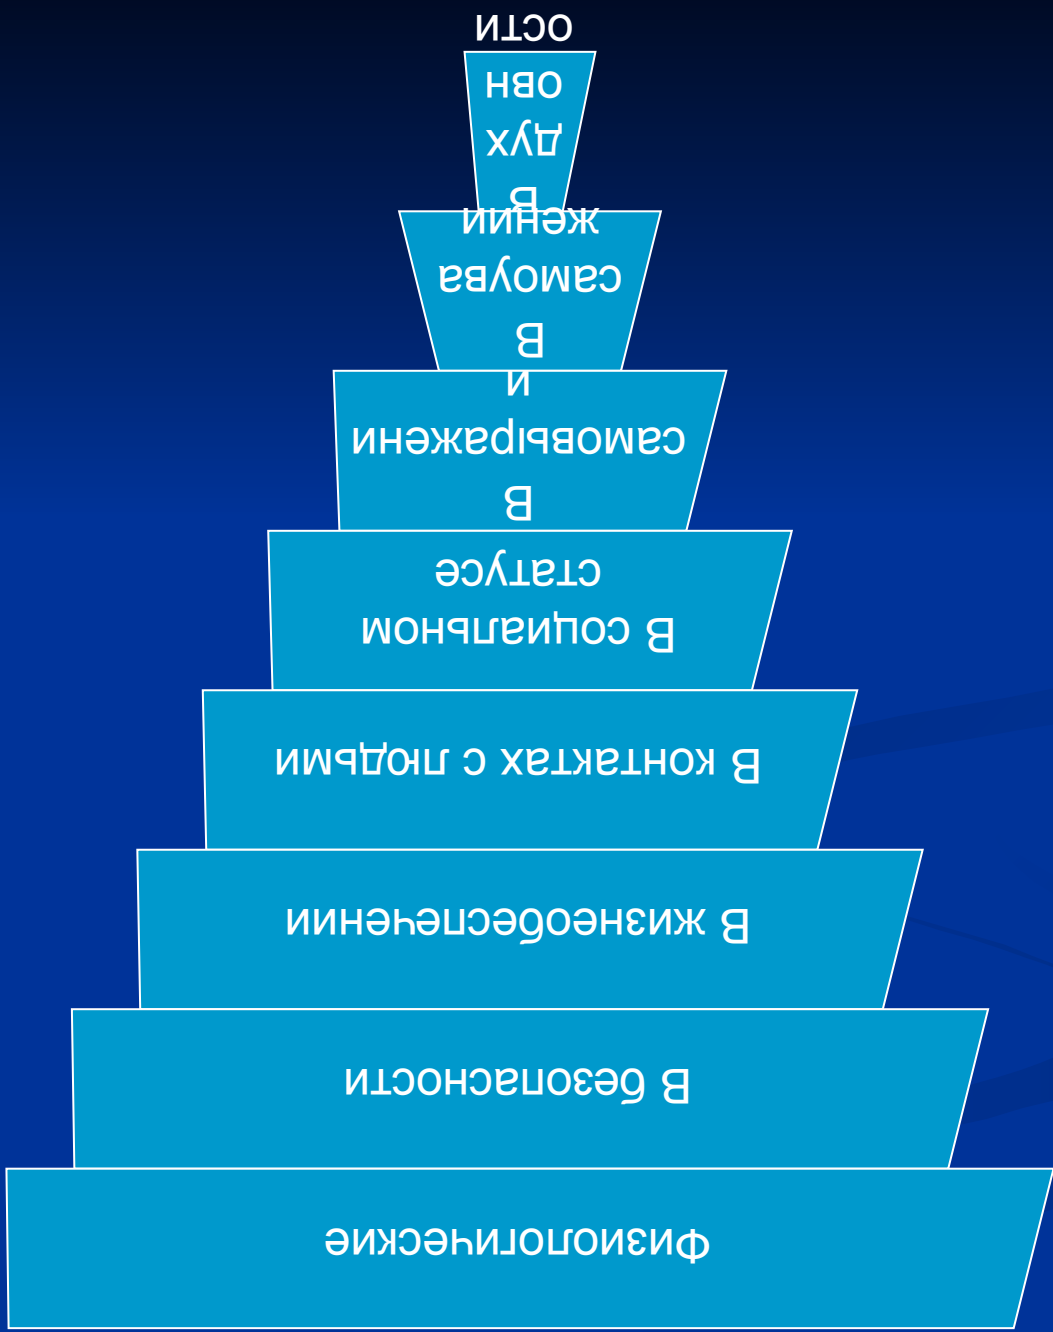 Физиологические
В безопасности
В жизнеобеспечении
В контактах с людьми
В социальном
статусе
В
самовыражени
и
В
самоува
жении
В
дух
овн
ости